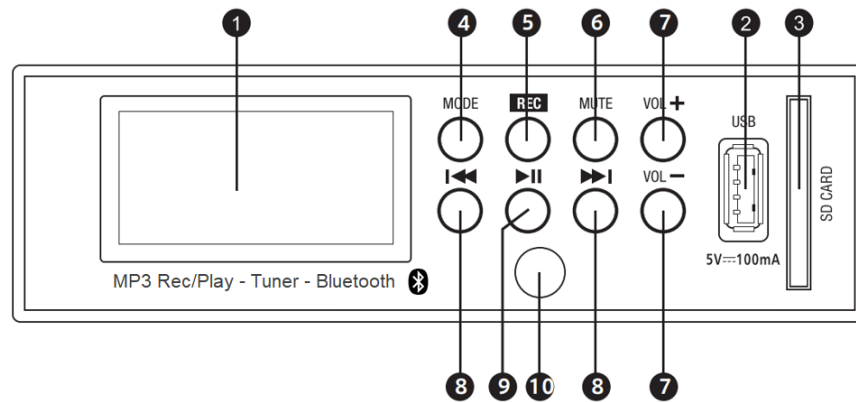 1 4 5 6 7 2 3
MODE REC MUTE VOL +
USB
VOL −
SD CARD
5V⎓100mA
MP3 Rec/Play - Tuner - Bluetooth
8 9 10 8 7